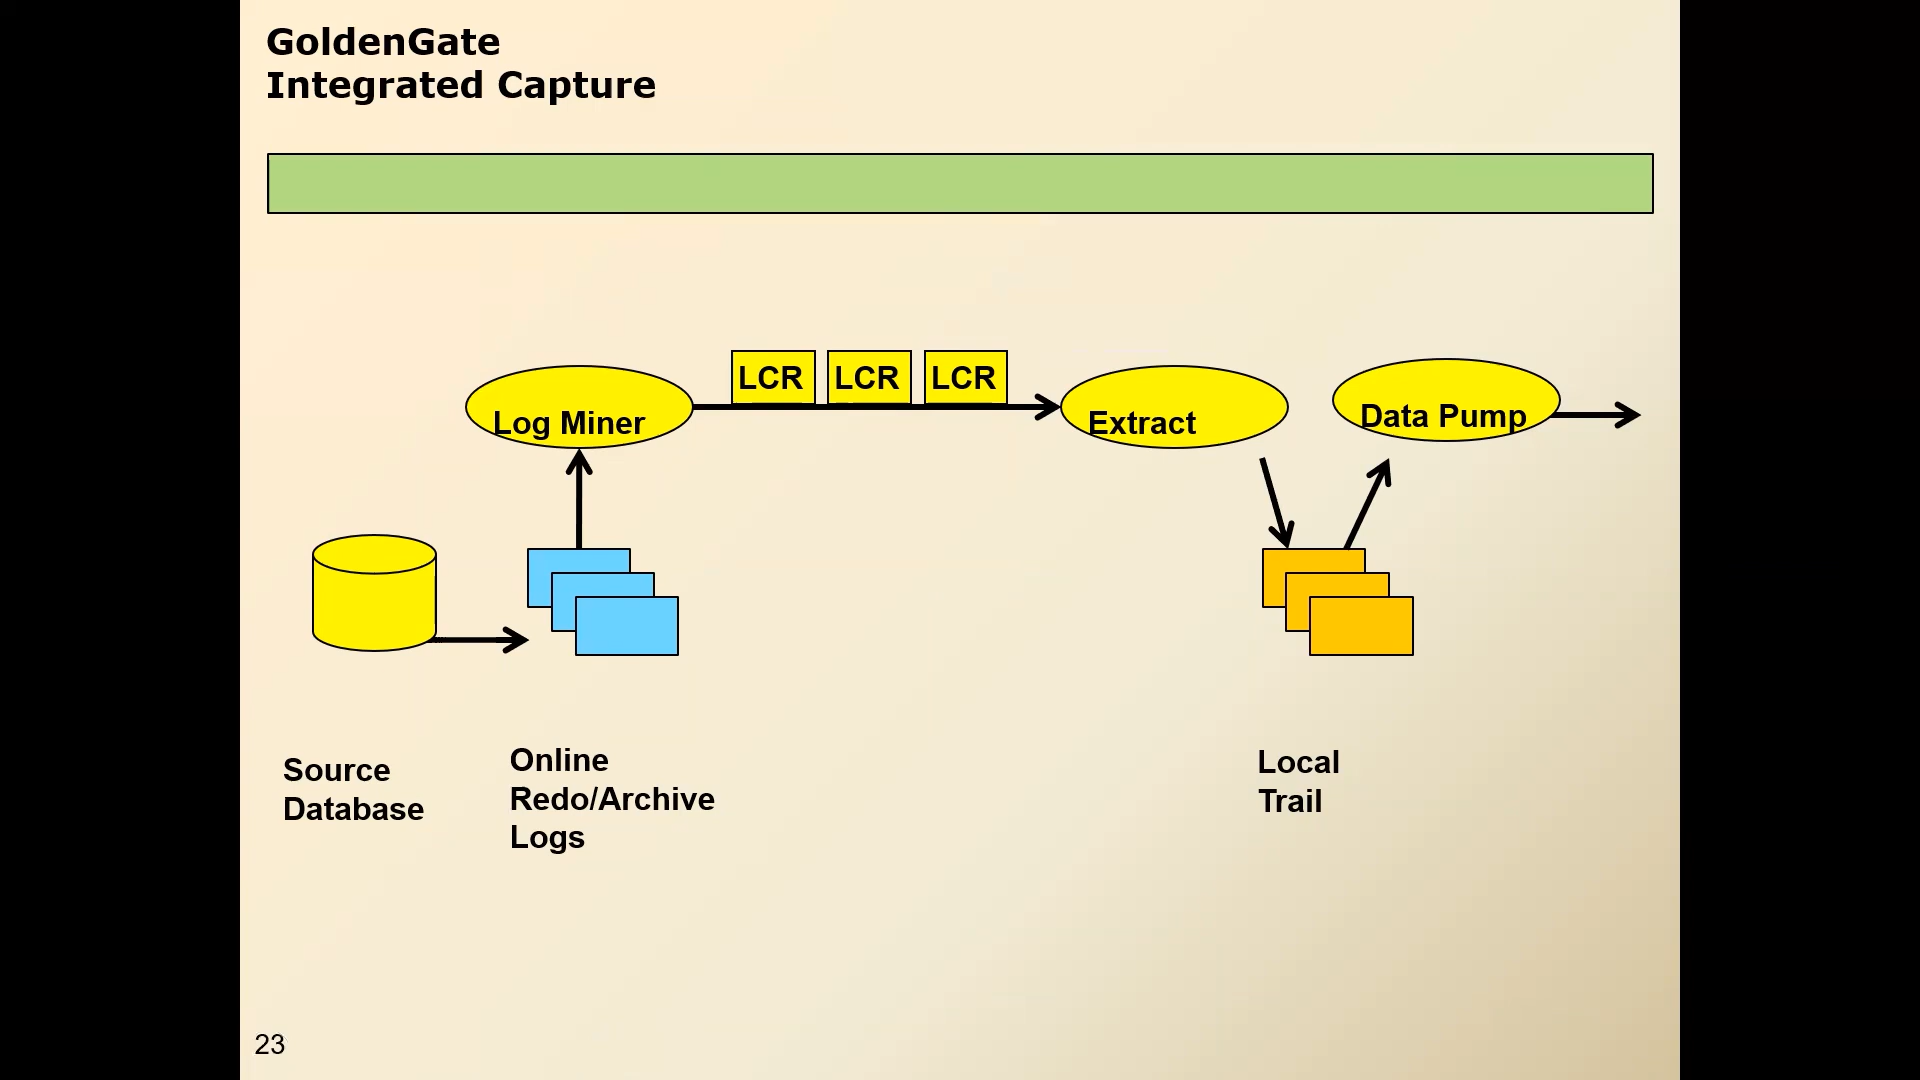 GoldenGate
Integrated Capture
LCR LCR LCR
Log Miner
Extract
Data Pump
Source
Database
Online
Redo/Archive
Logs
Local
Trail
23